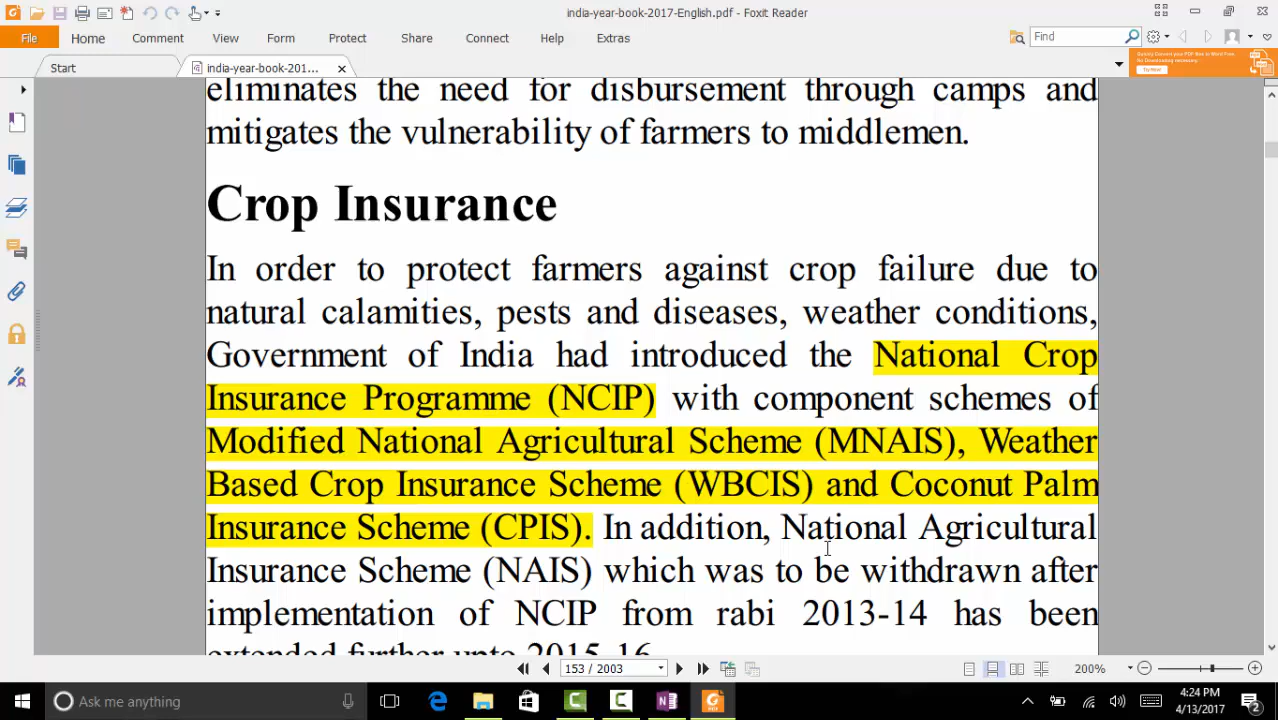 india-year-book-2017-English.pdf - Foxit Reader
File Home Comment View Form Protect Share Connect Help Extras
Find
Start
india-year-book-201...
eliminates the need for disbursement through camps and
mitigates the vulnerability of farmers to middlemen.
Crop Insurance
In order to protect farmers against crop failure due to
natural calamities, pests and diseases, weather conditions,
Government of India had introduced the National Crop
Insurance Programme (NCIP) with component schemes of
Modified National Agricultural Scheme (MNAIS), Weather
Based Crop Insurance Scheme (WBCIS) and Coconut Palm
Insurance Scheme (CPIS). In addition, National Agricultural
Insurance Scheme (NAIS) which was to be withdrawn after
implementation of NCIP from rabi 2013-14 has been
extended further upto 2015-16
153 / 2003
200%
Ask me anything
4:24 PM
4/13/2017
2